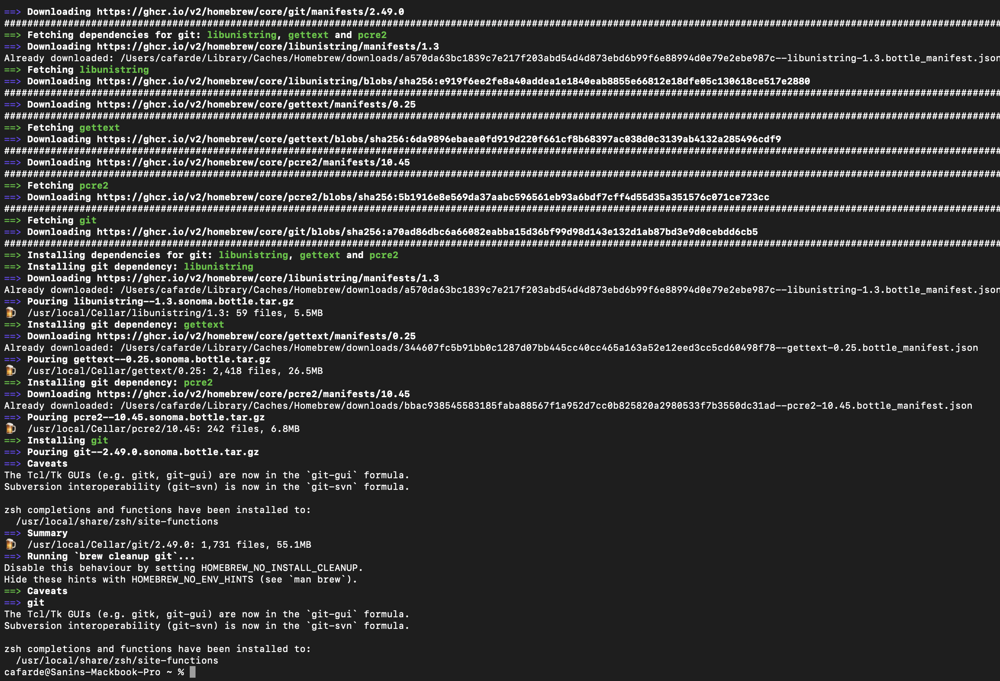 ==> Downloading https://ghcr.io/v2/homebrew/core/git/manifests/2.49.0
############################################################################################################################################################################
==> Fetching dependencies for git: libunistring, gettext and pcre2
==> Downloading https://ghcr.io/v2/homebrew/core/libunistring/manifests/1.3
Already downloaded: /Users/cafarde/Library/Caches/Homebrew/downloads/a570da63bc1839c7e217f203abd54d4d873ebd6b99f6e88994d0e79e2ebe987c--libunistring-1.3.bottle_manifest.json
==> Fetching libunistring
==> Downloading https://ghcr.io/v2/homebrew/core/libunistring/blobs/sha256:e919f6ee2fe8a40addea1e1840eab8855e66812e18dfe05c130618ce517e2880
############################################################################################################################################################################
==> Downloading https://ghcr.io/v2/homebrew/core/gettext/manifests/0.25
############################################################################################################################################################################
==> Fetching gettext
==> Downloading https://ghcr.io/v2/homebrew/core/gettext/blobs/sha256:6da9896ebaea0fd919d220f661cf8b68397ac038d0c3139ab4132a285496cdf9
############################################################################################################################################################################
==> Downloading https://ghcr.io/v2/homebrew/core/pcre2/manifests/10.45
############################################################################################################################################################################
==> Fetching pcre2
==> Downloading https://ghcr.io/v2/homebrew/core/pcre2/blobs/sha256:5b1916e8e569da37aabc596561eb93a6bdf7cff4d55d35a351576c071ce723cc
############################################################################################################################################################################
==> Fetching git
==> Downloading https://ghcr.io/v2/homebrew/core/git/blobs/sha256:a70ad86dbc6a66082eabba15d36bf99d98d143e132d1ab87bd3e9d0cebdd6cb5
############################################################################################################################################################################
==> Installing dependencies for git: libunistring, gettext and pcre2
==> Installing git dependency: libunistring
==> Downloading https://ghcr.io/v2/homebrew/core/libunistring/manifests/1.3
Already downloaded: /Users/cafarde/Library/Caches/Homebrew/downloads/a570da63bc1839c7e217f203abd54d4d873ebd6b99f6e88994d0e79e2ebe987c--libunistring-1.3.bottle_manifest.json
==> Pouring libunistring--1.3.sonoma.bottle.tar.gz
🍺  /usr/local/Cellar/libunistring/1.3: 59 files, 5.5MB
==> Installing git dependency: gettext
==> Downloading https://ghcr.io/v2/homebrew/core/gettext/manifests/0.25
Already downloaded: /Users/cafarde/Library/Caches/Homebrew/downloads/344607fc5b91bb0c1287d07bb445cc40cc465a163a52e12eed3cc5cd60498f78--gettext-0.25.bottle_manifest.json
==> Pouring gettext--0.25.sonoma.bottle.tar.gz
🍺  /usr/local/Cellar/gettext/0.25: 2,418 files, 26.5MB
==> Installing git dependency: pcre2
==> Downloading https://ghcr.io/v2/homebrew/core/pcre2/manifests/10.45
Already downloaded: /Users/cafarde/Library/Caches/Homebrew/downloads/bbac938545583185faba88567f1a952d7cc0b825820a2980533f7b3550dc31ad--pcre2-10.45.bottle_manifest.json
==> Pouring pcre2--10.45.sonoma.bottle.tar.gz
🍺  /usr/local/Cellar/pcre2/10.45: 242 files, 6.8MB
==> Installing git
==> Pouring git--2.49.0.sonoma.bottle.tar.gz
==> Caveats
The Tcl/Tk GUIs (e.g. gitk, git-gui) are now in the `git-gui` formula.
Subversion interoperability (git-svn) is now in the `git-svn` formula.

zsh completions and functions have been installed to:
  /usr/local/share/zsh/site-functions
==> Summary
🍺  /usr/local/Cellar/git/2.49.0: 1,731 files, 55.1MB
==> Running `brew cleanup git`...
Disable this behaviour by setting HOMEBREW_NO_INSTALL_CLEANUP.
Hide these hints with HOMEBREW_NO_ENV_HINTS (see `man brew`).
==> Caveats
==> git
The Tcl/Tk GUIs (e.g. gitk, git-gui) are now in the `git-gui` formula.
Subversion interoperability (git-svn) is now in the `git-svn` formula.

zsh completions and functions have been installed to:
  /usr/local/share/zsh/site-functions
cafarde@Sanins-Mackbook-Pro ~ %